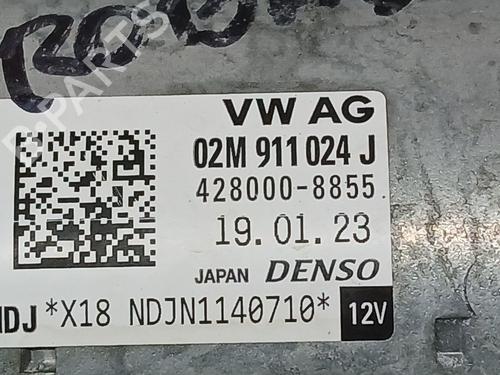 VW AG
02M 911 024 J
428000-8855
19.01.23
JAPAN DENSO
NDJ *X18 NDJN1140710* 12V